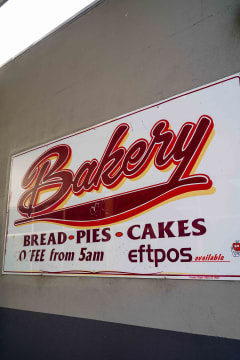 Bakery
BREAD • PIES • CAKES
OFFEE from 5am eftpos available